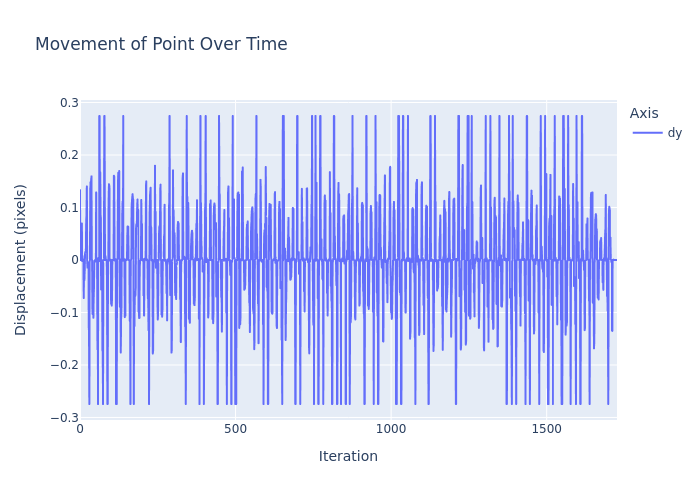 Movement of Point Over Time
Axis
dy
0.3
0.2
0.1
0
−0.1
−0.2
−0.3
Displacement (pixels)
0
500
1000
1500
Iteration